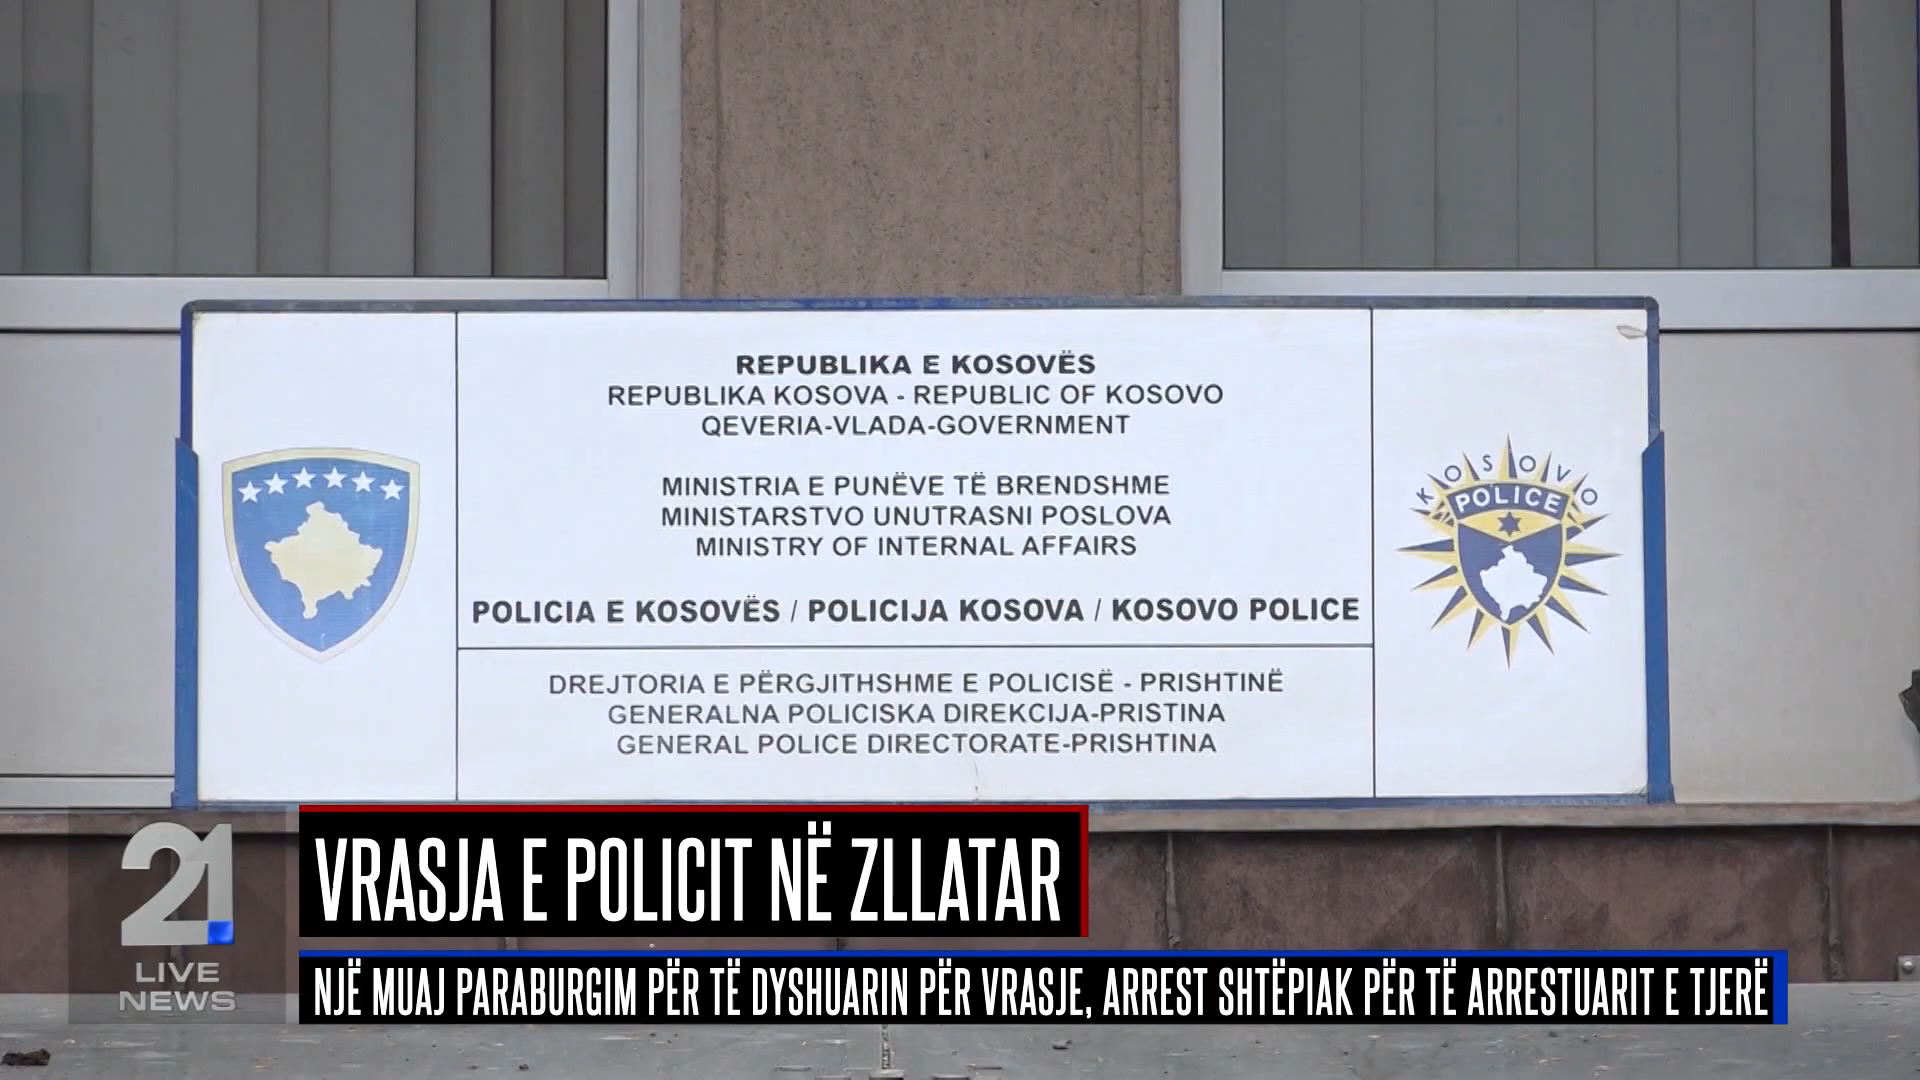 REPUBLIKA E KOSOVËS
REPUBLIKA KOSOVA - REPUBLIC OF KOSOVO
QEVERIA-VLADA-GOVERNMENT
MINISTRIA E PUNËVE TË BRENDSHME
MINISTARSTVO UNUTRASNI POSLOVA
MINISTRY OF INTERNAL AFFAIRS
POLICIA E KOSOVËS / POLICIJA KOSOVA / KOSOVO POLICE
DREJTORIA E PËRGJITHSHME E POLICISË - PRISHTINË
GENERALNA POLICISKA DIREKCIJA-PRISTINA
GENERAL POLICE DIRECTORATE-PRISHTINA
KOSOVO
POLICE
21
LIVE
NEWS
VRASJA E POLICIT NË ZLLATAR
NJË MUAJ PARABURGIM PËR TË DYSHUARIN PËR VRASJE, ARREST SHTËPIAK PËR TË ARRESTUARIT E TJERË